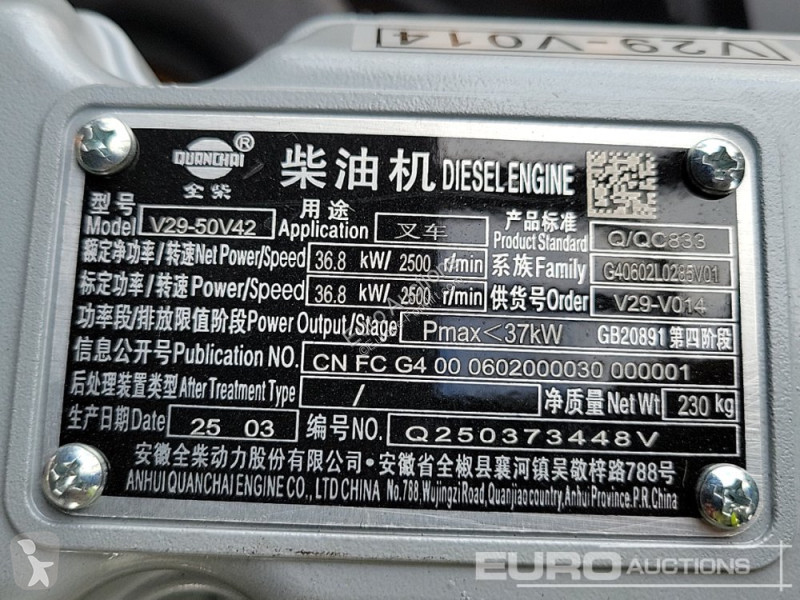 V29-V014
QUANCHAI ®
全柴
柴油机 DIESEL ENGINE
型号 Model V29-50V42 用途 Application 叉车 产品标准 Product Standard Q/QC833
额定净功率/转速 Net Power/Speed 36.8 kW/ 2500 r/min 系族 Family G40602L0285V01
标定功率/转速 Power/Speed 36.8 kW/ 2500 r/min 供货号 Order V29-V014
功率段/排放限值阶段 Power Output/Stage Pmax<37kW GB20891 第四阶段
信息公开号 Publication NO. CN FC G4 00 0602000030 000001
后处理装置类型 After Treatment Type / 净质量 Net Wt 230 kg
生产日期 Date 25 03 编号 NO. Q250373448V
安徽全柴动力股份有限公司·安徽省全椒县襄河镇吴敬梓路788号
ANHUI QUANCHAI ENGINE CO., LTD CHINA No.788, Wujingzi Road, Quanjiao country, Anhui Province, P.R. China
EURO AUCTIONS